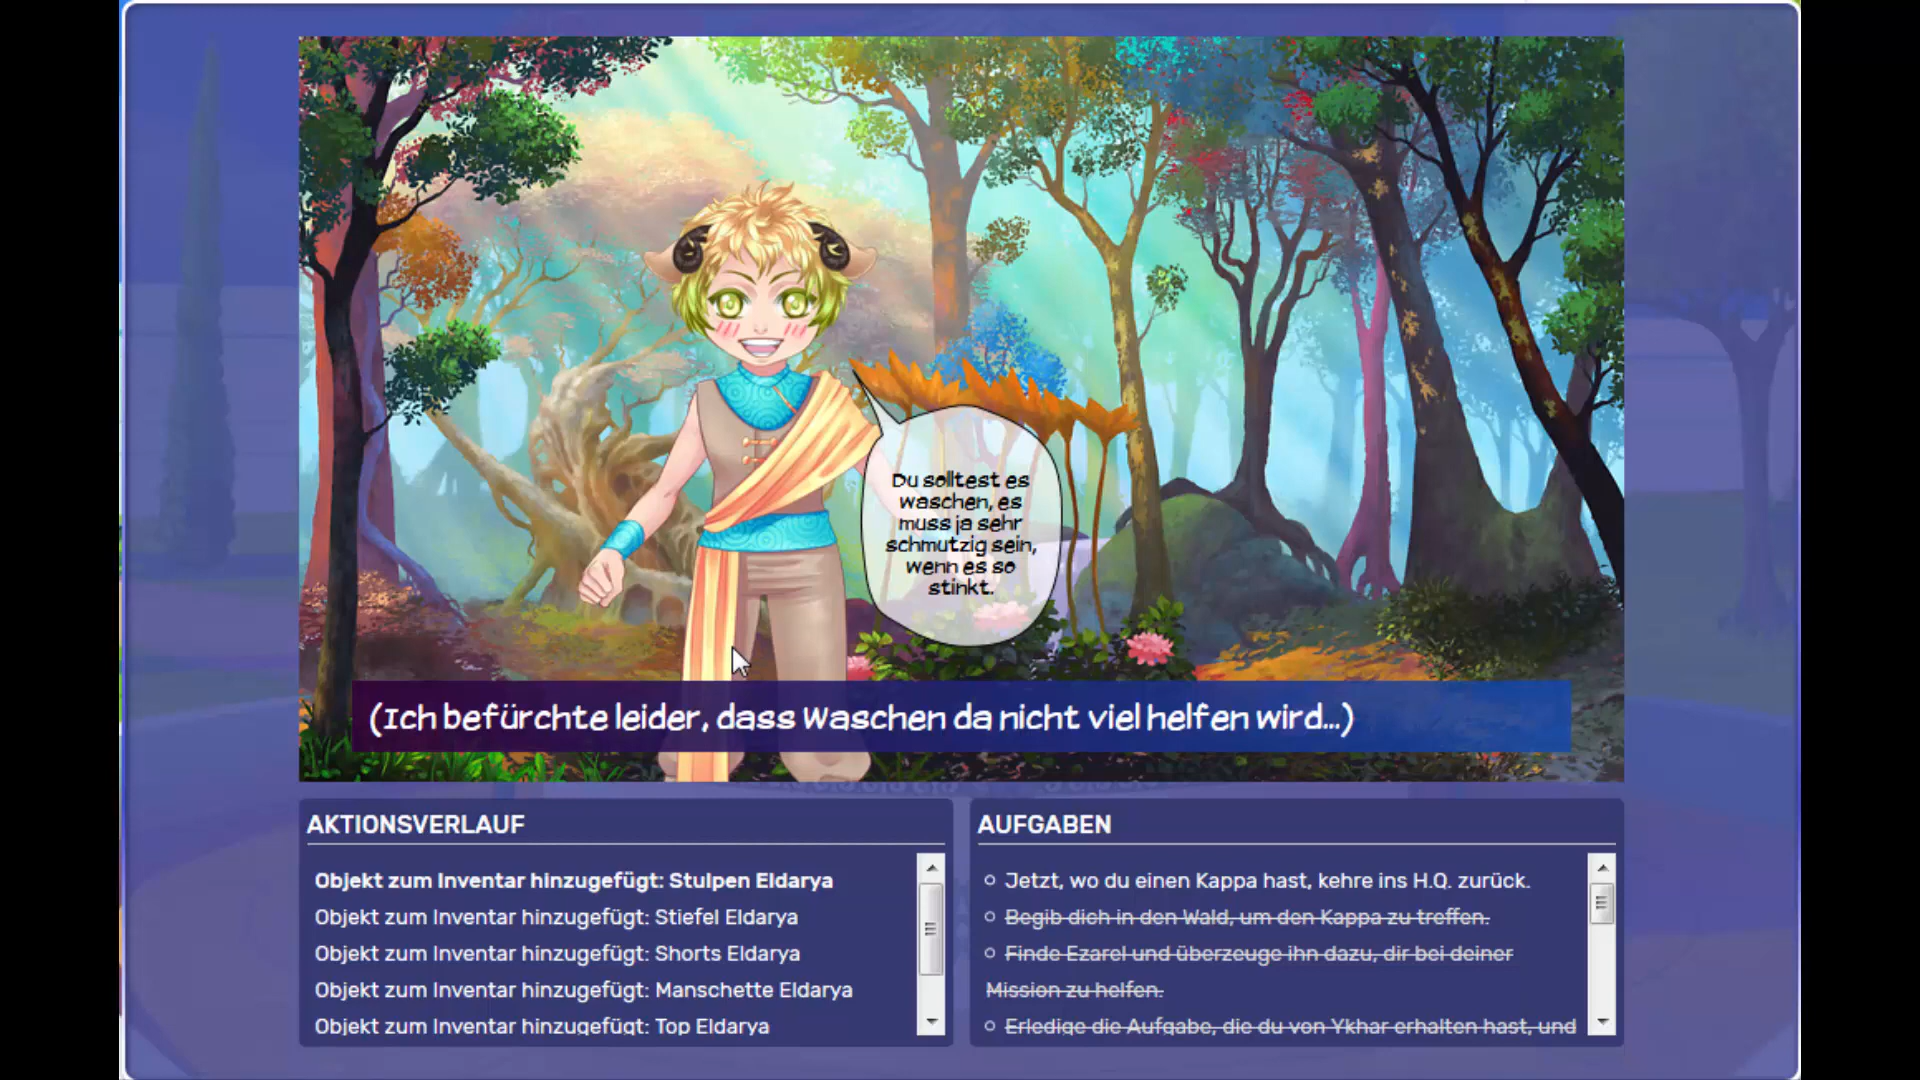 Du solltest es
waschen, es
muss ja sehr
schmutzig sein,
wenn es so
stinkt.
(Ich befürchte leider, dass Waschen da nicht viel helfen wird...)
AKTIONSVERLAUF
Objekt zum Inventar hinzugefügt: Stulpen Eldarya
Objekt zum Inventar hinzugefügt: Stiefel Eldarya
Objekt zum Inventar hinzugefügt: Shorts Eldarya
Objekt zum Inventar hinzugefügt: Manschette Eldarya
Objekt zum Inventar hinzugefügt: Top Eldarya
AUFGABEN
Jetzt, wo du einen Kappa hast, kehre ins H.Q. zurück.
Begib dich in den Wald, um den Kappa zu treffen.
Finde Ezarel und überzeuge ihn dazu, dir bei deiner
Mission zu helfen.
Erledige die Aufgabe, die du von Ykhar erhalten hast, und